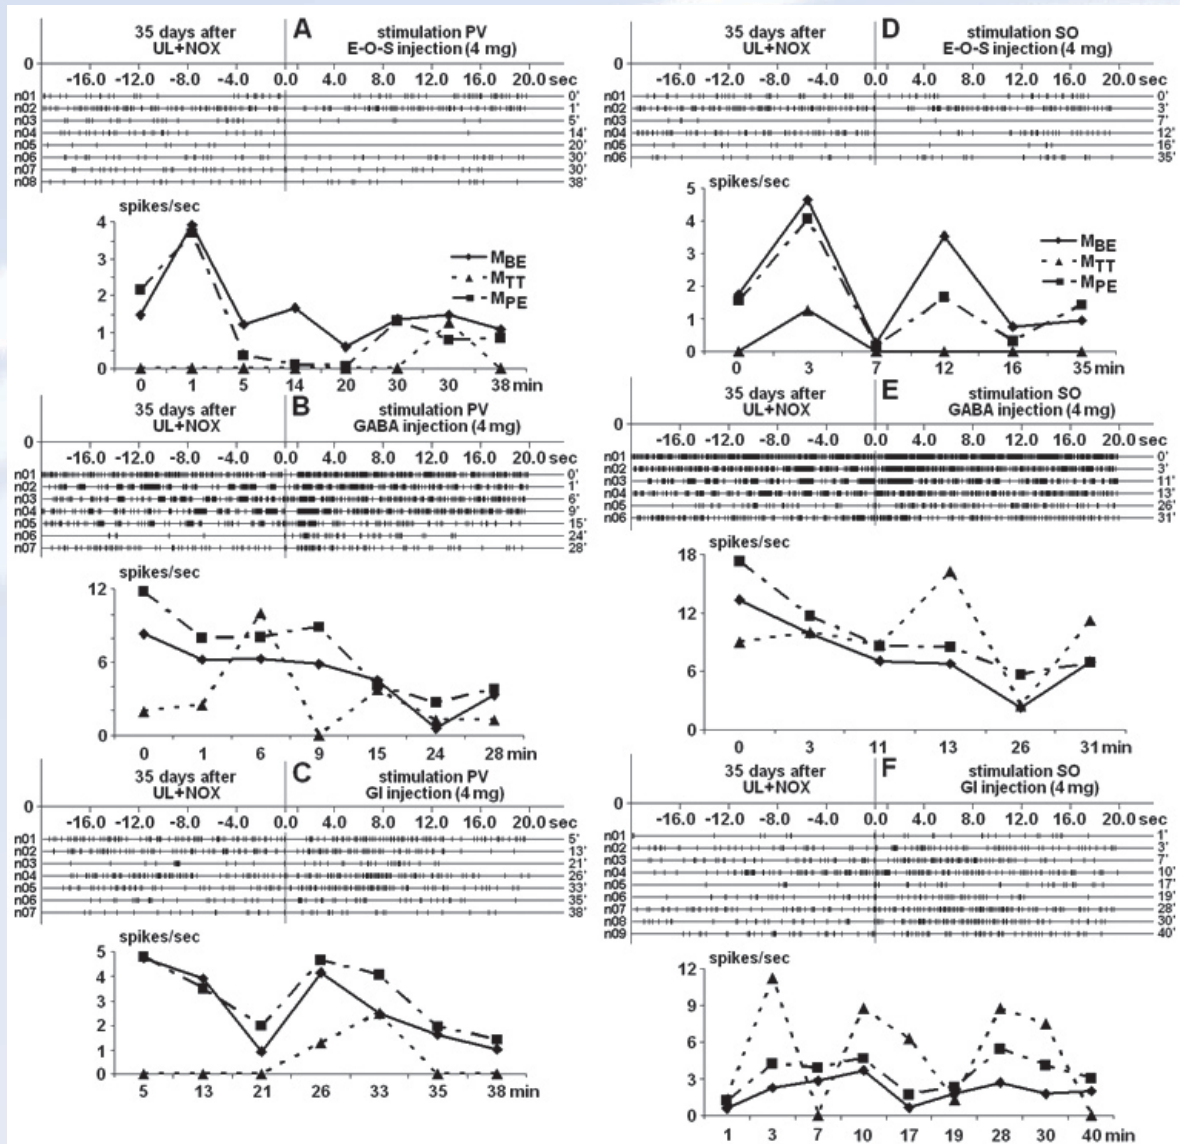 35 days after A stimulation PV
UL+NOX E-O-S injection (4 mg)
0
-16.0 -12.0 -8.0 -4.0 0.0 4.0 8.0 12.0 16.0 20.0 sec
n01 0'
n02 1'
n03 5'
n04 14'
n05 20'
n06 30'
n07 30'
n08 38'
spikes/sec
4
3
2
1
0
M BE
M TT
M PE
0 1 5 14 20 30 30 38 min
35 days after B stimulation PV
UL+NOX GABA injection (4 mg)
0
-16.0 -12.0 -8.0 -4.0 0.0 4.0 8.0 12.0 16.0 20.0 sec
n01 0'
n02 1'
n03 6'
n04 9'
n05 15'
n06 24'
n07 28'
spikes/sec
12
6
0
0 1 6 9 15 24 28 min
35 days after C stimulation PV
UL+NOX GI injection (4 mg)
0
-16.0 -12.0 -8.0 -4.0 0.0 4.0 8.0 12.0 16.0 20.0 sec
n01 5'
n02 13'
n03 21'
n04 26'
n05 33'
n06 35'
n07 38'
spikes/sec
5
4
3
2
1
0
5 13 21 26 33 35 38 min
35 days after D stimulation SO
UL+NOX E-O-S injection (4 mg)
0
-16.0 -12.0 -8.0 -4.0 0.0 4.0 8.0 12.0 16.0 20.0 sec
n01 0'
n02 3'
n03 7'
n04 12'
n05 16'
n06 35'
spikes/sec
5
4
3
2
1
0
M BE
M TT
M PE
0 3 7 12 16 35 min
35 days after E stimulation SO
UL+NOX GABA injection (4 mg)
0
-16.0 -12.0 -8.0 -4.0 0.0 4.0 8.0 12.0 16.0 20.0 sec
n01 0'
n02 3'
n03 11'
n04 13'
n05 26'
n06 31'
spikes/sec
18
12
6
0
0 3 11 13 26 31 min
35 days after F stimulation SO
UL+NOX GI injection (4 mg)
0
-16.0 -12.0 -8.0 -4.0 0.0 4.0 8.0 12.0 16.0 20.0 sec
n01 1'
n02 3'
n03 7'
n04 10'
n05 17'
n06 19'
n07 28'
n08 30'
n09 40'
spikes/sec
12
9
6
3
0
1 3 7 10 17 19 28 30 40 min